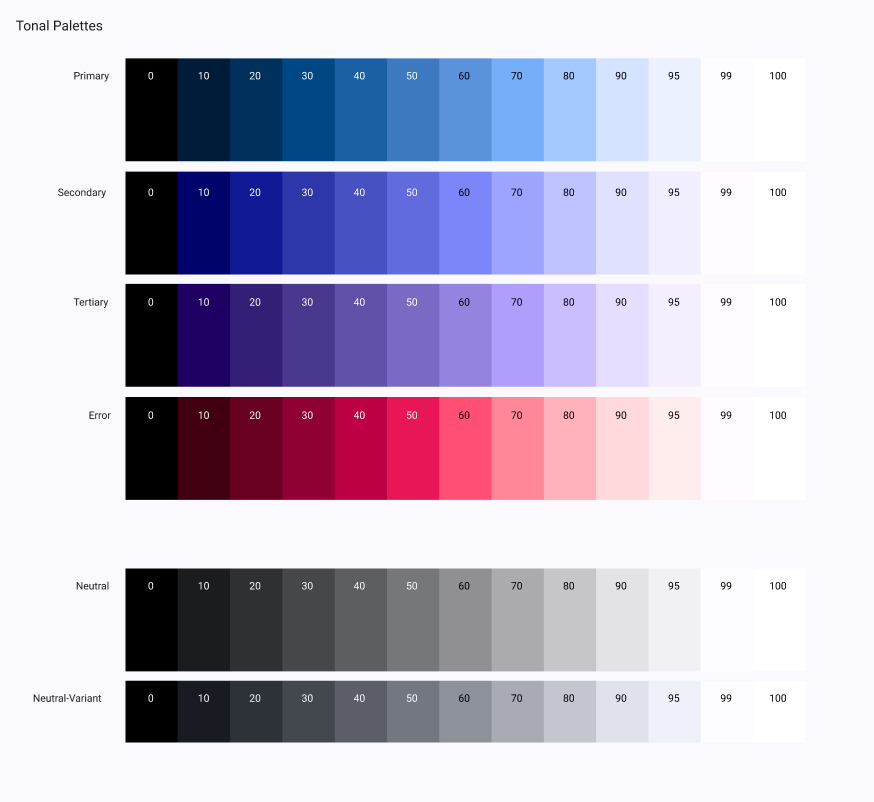 Tonal Palettes
Primary 0 10 20 30 40 50 60 70 80 90 95 99 100
Secondary 0 10 20 30 40 50 60 70 80 90 95 99 100
Tertiary 0 10 20 30 40 50 60 70 80 90 95 99 100
Error 0 10 20 30 40 50 60 70 80 90 95 99 100
Neutral 0 10 20 30 40 50 60 70 80 90 95 99 100
Neutral-Variant 0 10 20 30 40 50 60 70 80 90 95 99 100